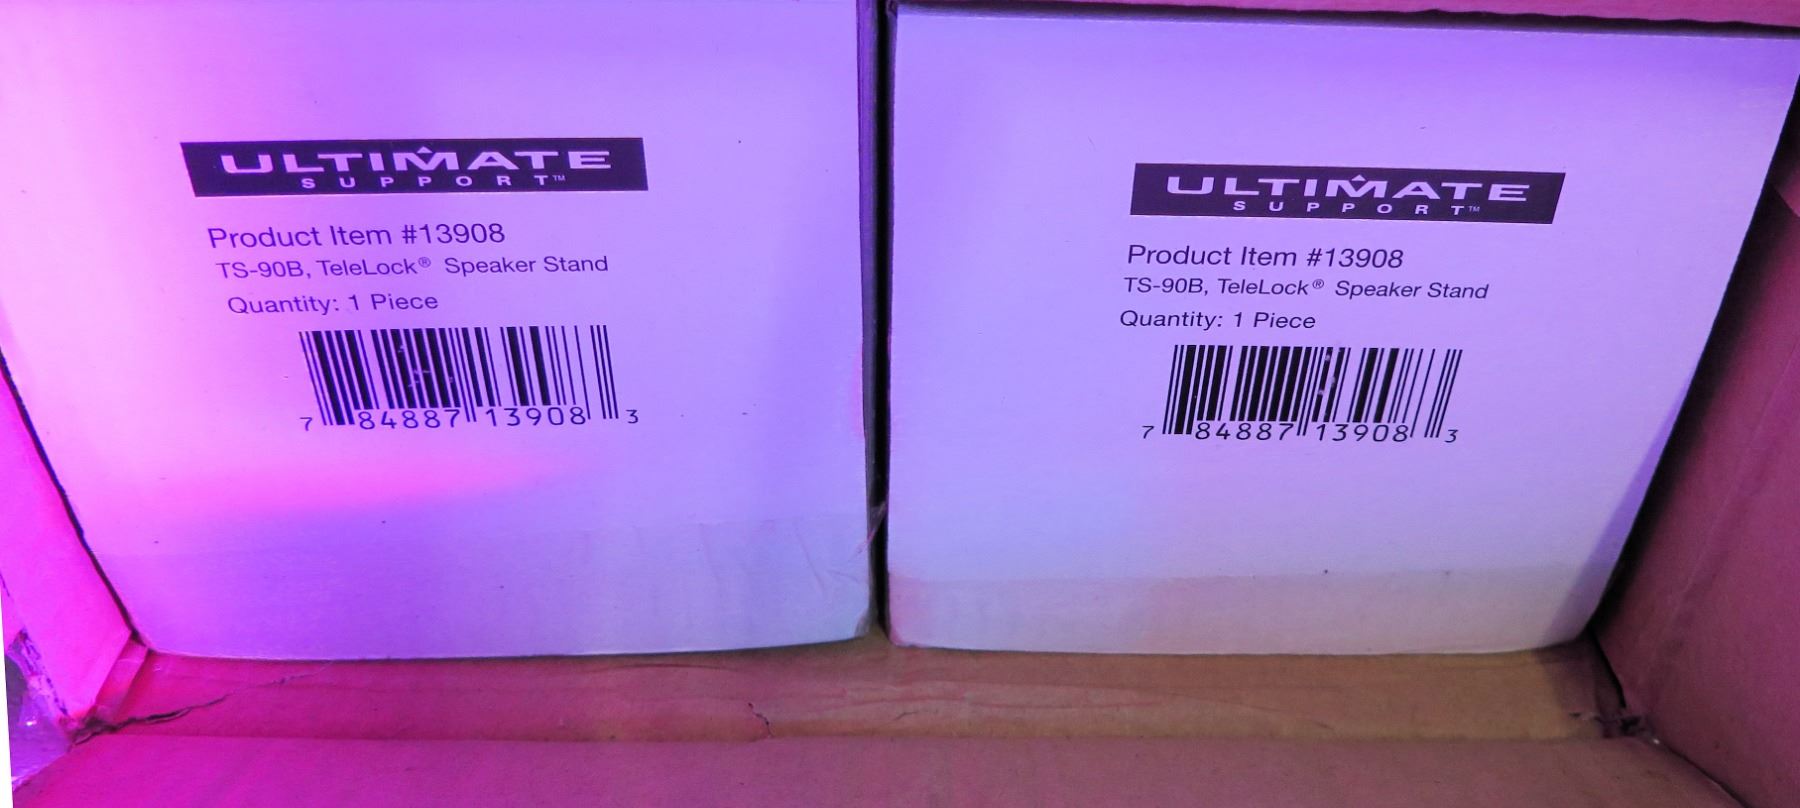 ULTIMATE
SUPPORT™
Product Item #13908
TS-90B, TeleLock® Speaker Stand
Quantity: 1 Piece
7 84887 13908 3
ULTIMATE
SUPPORT™
Product Item #13908
TS-90B, TeleLock® Speaker Stand
Quantity: 1 Piece
7 84887 13908 3